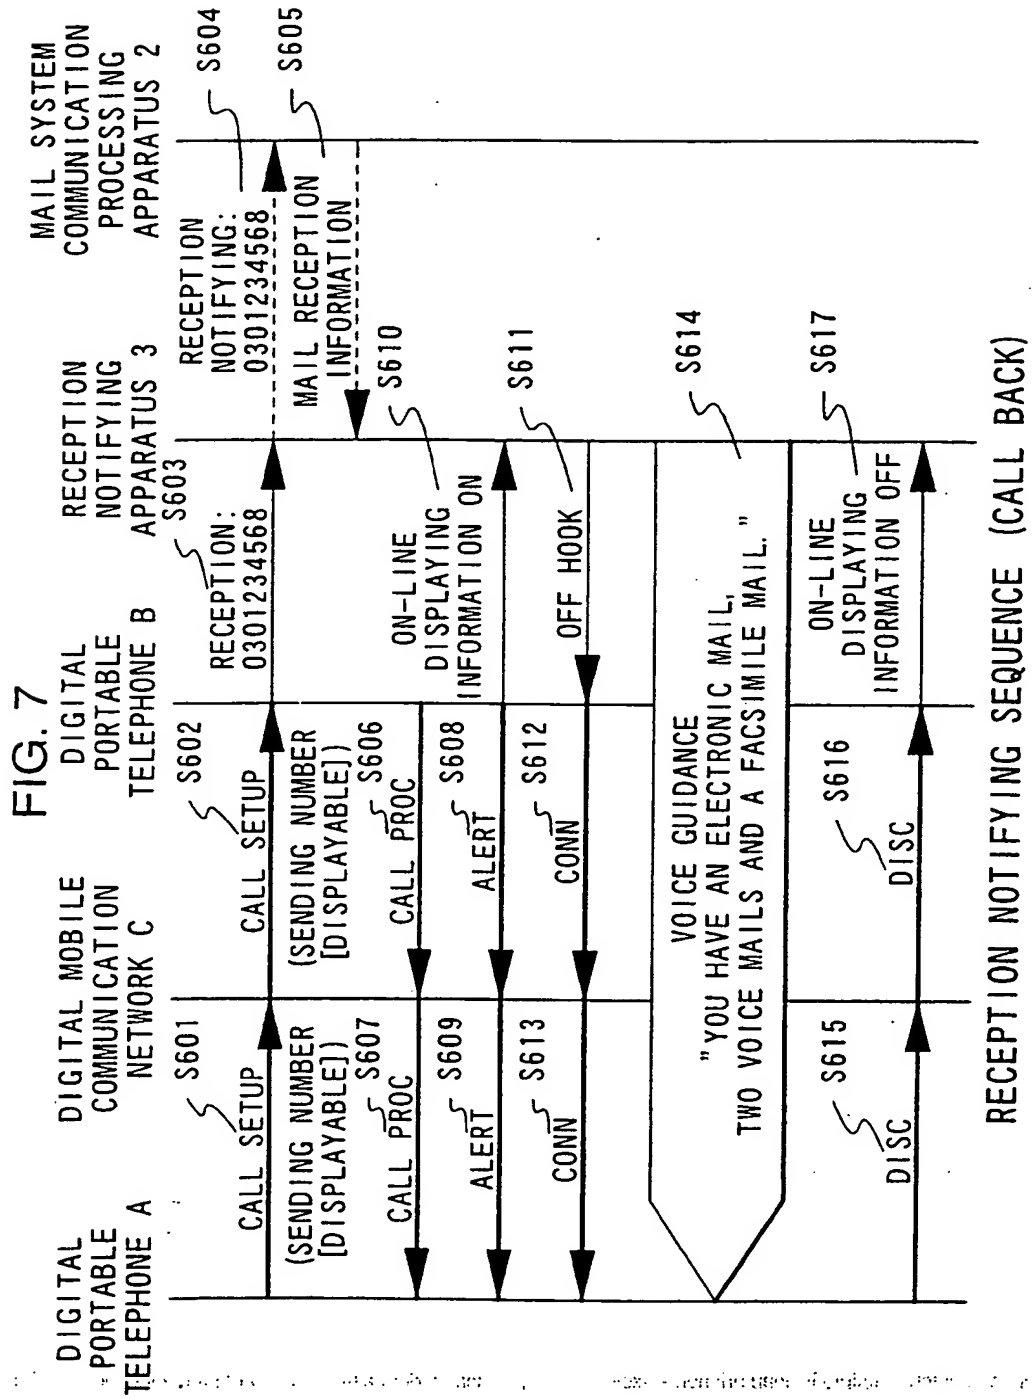 FIG. 7
DIGITAL
PORTABLE
TELEPHONE A
DIGITAL MOBILE
COMMUNICATION
NETWORK C
DIGITAL
PORTABLE
TELEPHONE B
RECEPTION
NOTIFYING
APPARATUS 3
MAIL SYSTEM
COMMUNICATION
PROCESSING
APPARATUS 2
S601
CALL SETUP
(SENDING NUMBER
[DISPLAYABLE])
S602
CALL SETUP
(SENDING NUMBER
[DISPLAYABLE])
S603
RECEPTION:
0301234568
RECEPTION
NOTIFYING:
0301234568
S604
MAIL RECEPTION
INFORMATION
S605
S607
CALL PROC
S606
CALL PROC
S609
ALERT
S608
ALERT
ON-LINE
DISPLAYING
INFORMATION ON
S610
S613
CONN
S612
CONN
OFF HOOK
S611
VOICE GUIDANCE
"YOU HAVE AN ELECTRONIC MAIL,
TWO VOICE MAILS AND A FACSIMILE MAIL."
S614
S615
DISC
S616
DISC
ON-LINE
DISPLAYING
INFORMATION OFF
S617
RECEPTION NOTIFYING SEQUENCE (CALL BACK)